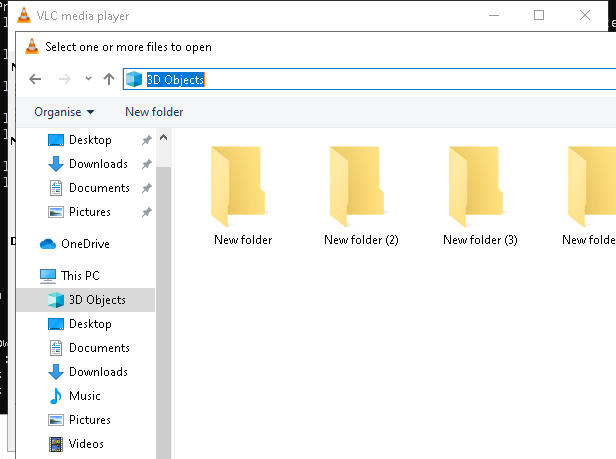 VLC media player
Select one or more files to open
3D Objects
Organise
New folder
Desktop
Downloads
Documents
Pictures
OneDrive
This PC
3D Objects
Desktop
Documents
Downloads
Music
Pictures
Videos
New folder
New folder (2)
New folder (3)
New folde